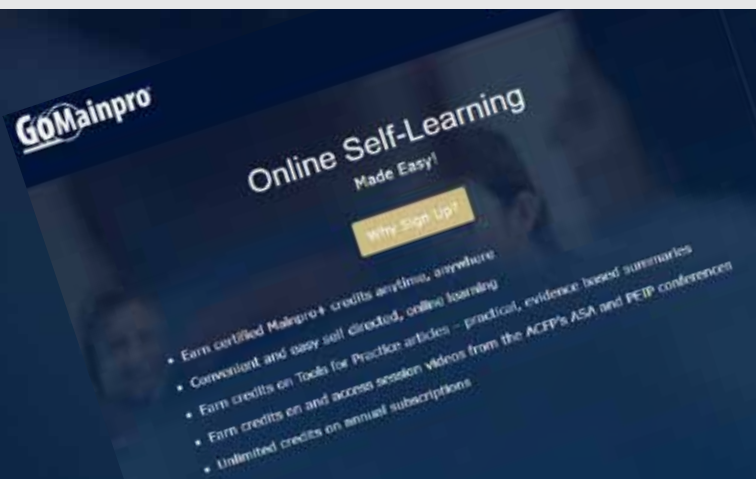 GoMainpro
Online Self-Learning
Made Easy!
Why Sign Up?
• Earn certified Mainpro+ credits anytime, anywhere
• Convenient and easy self directed, online learning
• Earn credits on Tools for Practice articles – practical, evidence based summaries
• Earn credits on and access session videos from the ACFP's ASA and PEIP conferences
• Unlimited credits on annual subscriptions